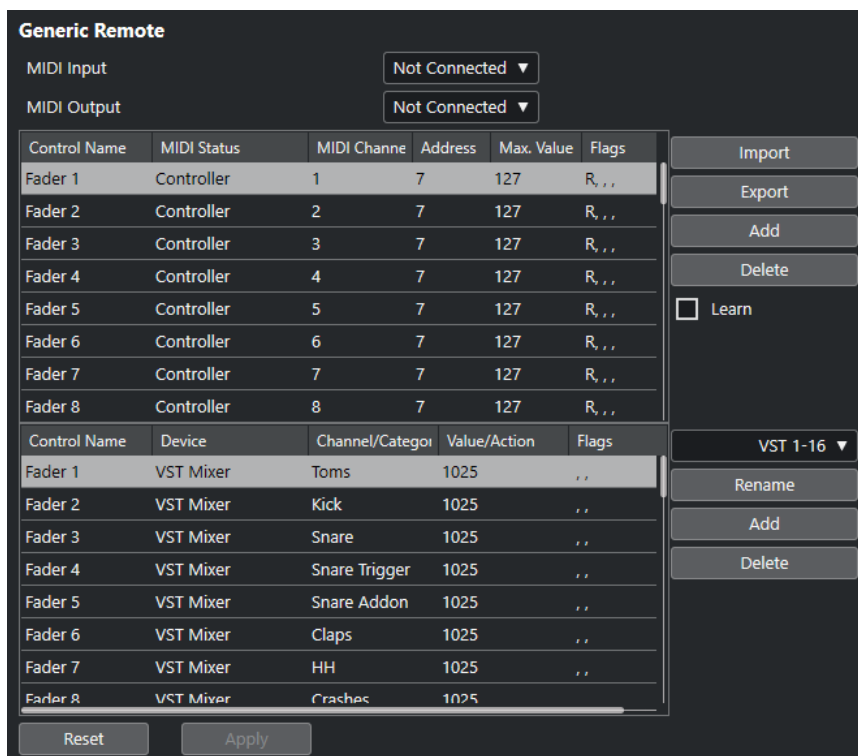 Generic Remote
MIDI Input Not Connected ▼
MIDI Output Not Connected ▼
Control Name MIDI Status MIDI Channe Address Max. Value Flags
Import
Fader 1 Controller 1 7 127 R, , ,
Export
Fader 2 Controller 2 7 127 R, , ,
Add
Fader 3 Controller 3 7 127 R, , ,
Delete
Fader 4 Controller 4 7 127 R, , ,
Learn
Fader 5 Controller 5 7 127 R, , ,
Fader 6 Controller 6 7 127 R, , ,
Fader 7 Controller 7 7 127 R, , ,
Fader 8 Controller 8 7 127 R, , ,
Control Name Device Channel/Categor Value/Action Flags
VST 1-16 ▼
Fader 1 VST Mixer Toms 1025 , ,
Rename
Fader 2 VST Mixer Kick 1025 , ,
Add
Fader 3 VST Mixer Snare 1025 , ,
Delete
Fader 4 VST Mixer Snare Trigger 1025 , ,
Fader 5 VST Mixer Snare Addon 1025 , ,
Fader 6 VST Mixer Claps 1025 , ,
Fader 7 VST Mixer HH 1025 , ,
Fader 8 VST Mixer Crashes 1025
Reset Apply